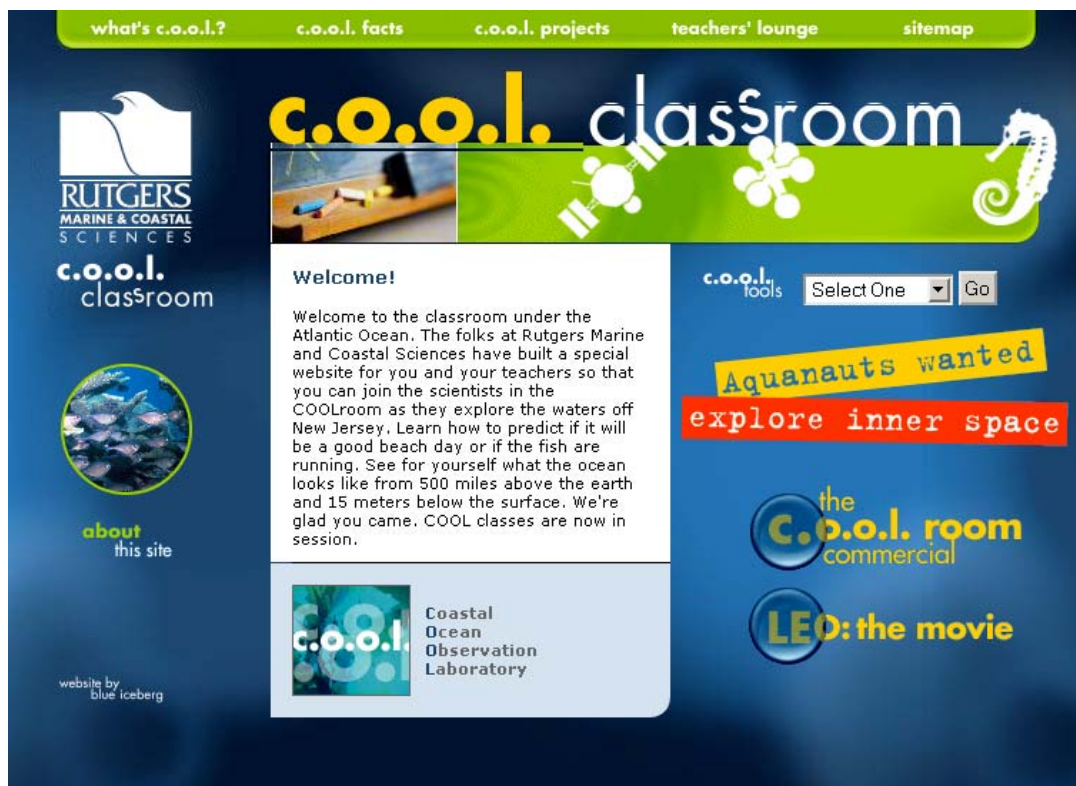 what's c.o.o.l.? c.o.o.l. facts c.o.o.l. projects teachers' lounge sitemap
c.o.o.l. classroom
RUTGERS
MARINE & COASTAL
SCIENCES
c.o.o.l.
classroom
about
this site
website by
blue iceberg
Welcome!
Welcome to the classroom under the
Atlantic Ocean. The folks at Rutgers Marine
and Coastal Sciences have built a special
website for you and your teachers so that
you can join the scientists in the
COOLroom as they explore the waters off
New Jersey. Learn how to predict if it will
be a good beach day or if the fish are
running. See for yourself what the ocean
looks like from 500 miles above the earth
and 15 meters below the surface. We're
glad you came. COOL classes are now in
session.
c.o.o.l.
Coastal
Ocean
Observation
Laboratory
c.o.o.l.
tools
Select One Go
Aquanauts wanted
explore inner space
the
c.o.o.l. room
commercial
LEO: the movie